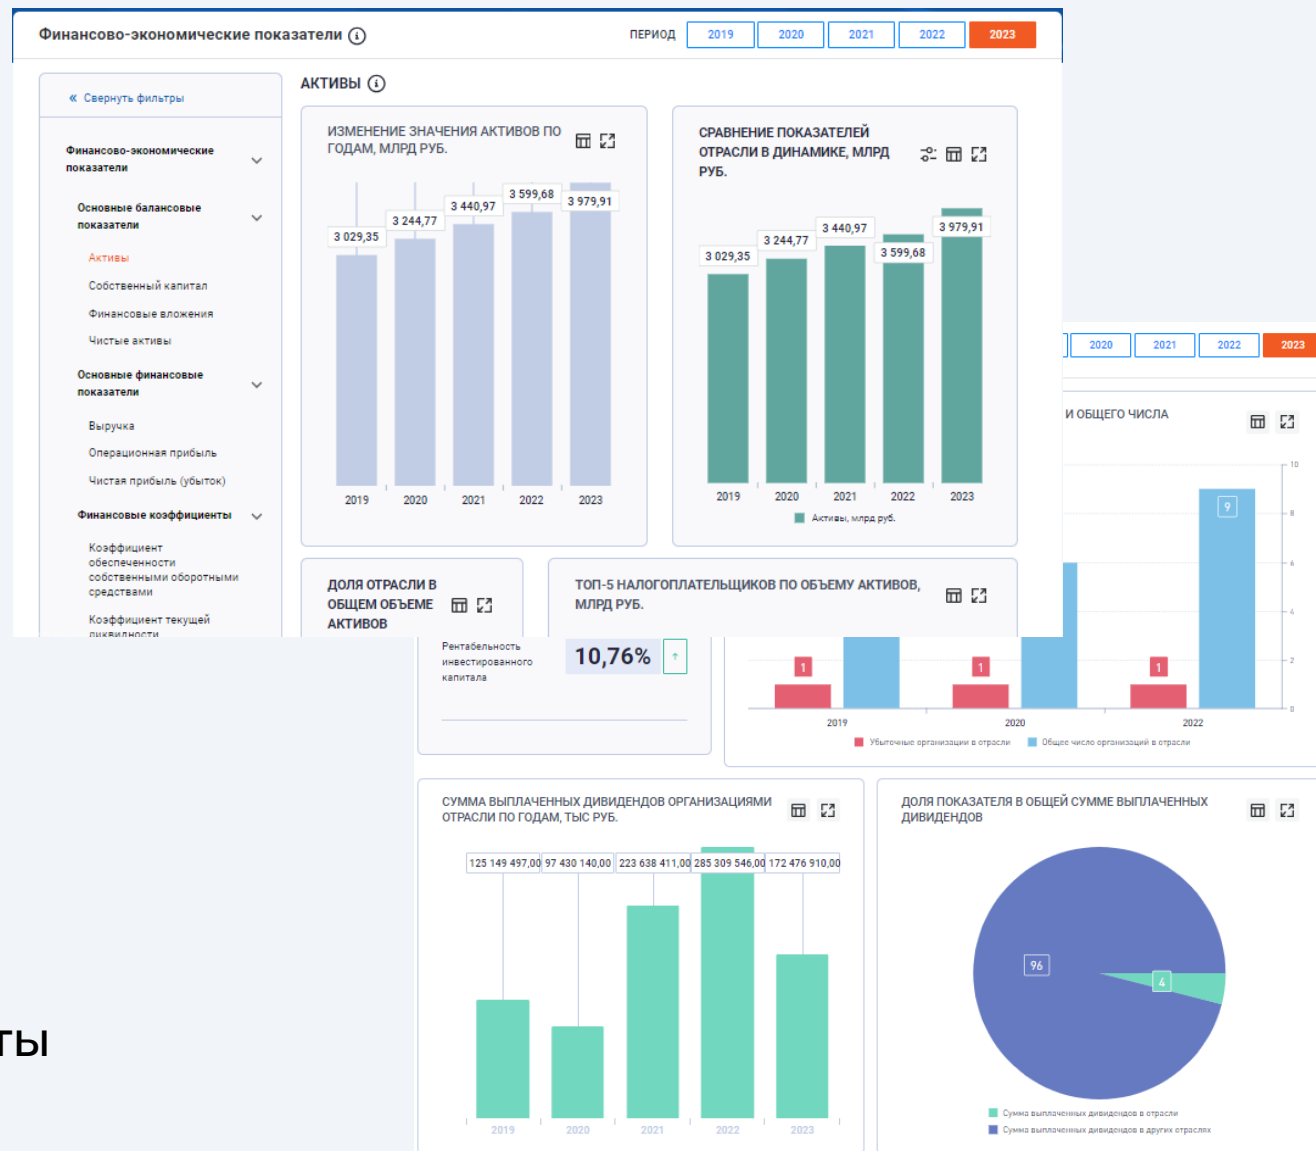 Финансово-экономические показатели
ПЕРИОД 2019 2020 2021 2022 2023
« Свернуть фильтры
Финансово-экономические
показатели
Основные балансовые
показатели
Активы
Собственный капитал
Финансовые вложения
Чистые активы
Основные финансовые
показатели
Выручка
Операционная прибыль
Чистая прибыль (убыток)
Финансовые коэффициенты
Коэффициент
обеспеченности
собственными оборотными
средствами
Коэффициент текущей
ликвидности
АКТИВЫ
ИЗМЕНЕНИЕ ЗНАЧЕНИЯ АКТИВОВ ПО
ГОДАМ, МЛРД РУБ.
3 029,35 3 244,77 3 440,97 3 599,68 3 979,91
2019 2020 2021 2022 2023
СРАВНЕНИЕ ПОКАЗАТЕЛЕЙ
ОТРАСЛИ В ДИНАМИКЕ, МЛРД
РУБ.
3 029,35 3 244,77 3 440,97 3 599,68 3 979,91
2019 2020 2021 2022 2023
Активы, млрд руб.
ДОЛЯ ОТРАСЛИ В
ОБЩЕМ ОБЪЕМЕ
АКТИВОВ
ТОП-5 НАЛОГОПЛАТЕЛЬЩИКОВ ПО ОБЪЕМУ АКТИВОВ,
МЛРД РУБ.
2020 2021 2022 2023
И ОБЩЕГО ЧИСЛА
10
8
6
4
2
0
9
1 1 1
2019 2020 2022
Убыточные организации в отрасли Общее число организаций в отрасли
Рентабельность
инвестированного
капитала
10,76% ↑
СУММА ВЫПЛАЧЕННЫХ ДИВИДЕНДОВ ОРГАНИЗАЦИЯМИ
ОТРАСЛИ ПО ГОДАМ, ТЫС РУБ.
125 149 497,00 97 430 140,00 223 638 411,00 285 309 546,00 172 476 910,00
2019 2020 2021 2022 2023
ДОЛЯ ПОКАЗАТЕЛЯ В ОБЩЕЙ СУММЕ ВЫПЛАЧЕННЫХ
ДИВИДЕНДОВ
96
4
Сумма выплаченных дивидендов в отрасли
Сумма выплаченных дивидендов в других отраслях
ты